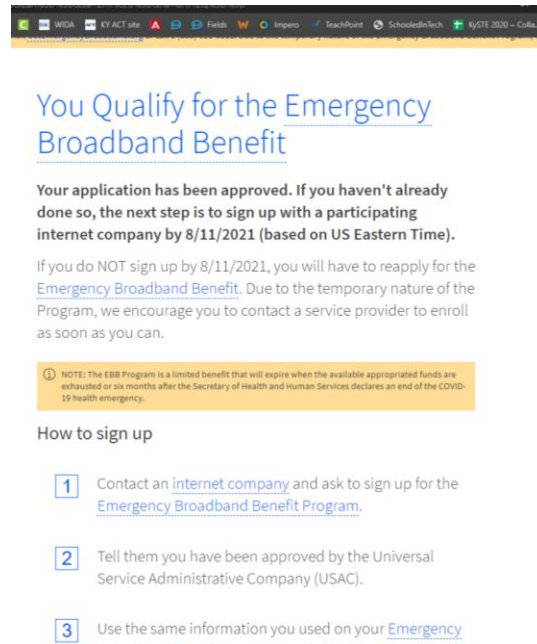 WIDA KY ACT site Fields Impero TeachPoint SchooledinTech KySTE 2020 – Colla
You Qualify for the Emergency
Broadband Benefit
Your application has been approved. If you haven't already
done so, the next step is to sign up with a participating
internet company by 8/11/2021 (based on US Eastern Time).
If you do NOT sign up by 8/11/2021, you will have to reapply for the
Emergency Broadband Benefit. Due to the temporary nature of the
Program, we encourage you to contact a service provider to enroll
as soon as you can.
NOTE: The EBB Program is a limited benefit that will expire when the available appropriated funds are
exhausted or six months after the Secretary of Health and Human Services declares an end of the COVID-
19 health emergency.
How to sign up
1 Contact an internet company and ask to sign up for the
Emergency Broadband Benefit Program.
2 Tell them you have been approved by the Universal
Service Administrative Company (USAC).
3 Use the same information you used on your Emergency